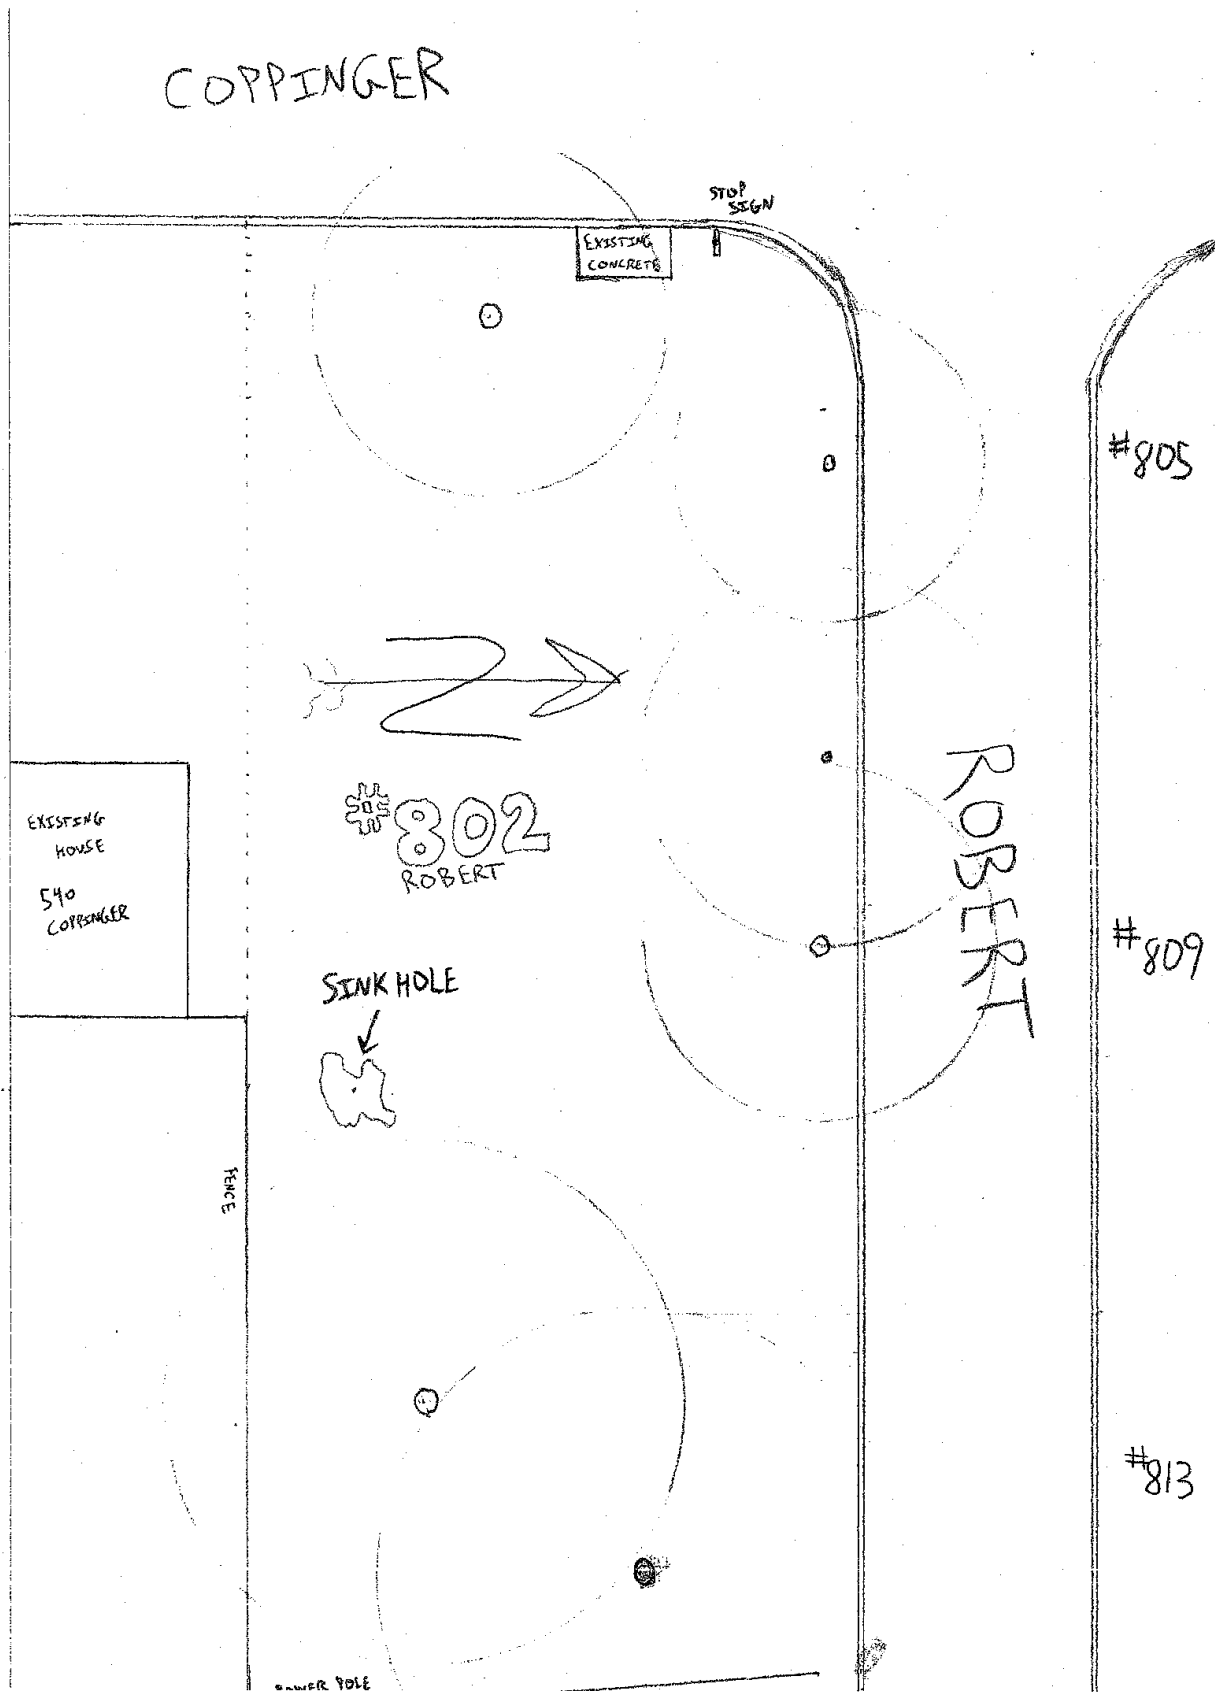 COPPINGER
STOP
SIGN
EXISTING
CONCRETE
#805
N
ROBERT
#802
ROBERT
EXISTING
HOUSE
540
COPPINGER
#809
SINK HOLE
FENCE
#813
POWER POLE